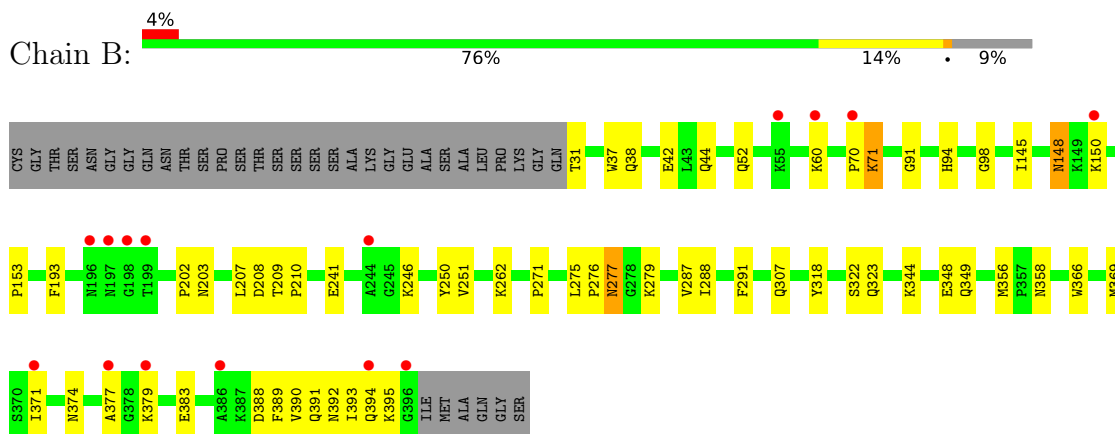 4%
Chain B:
76% 14% • 9%
CYS GLY THR SER ASN GLY GLY GLN ASN THR SER PRO SER THR SER SER SER SER ALA LYS GLY GLU ALA SER ALA LEU PRO LYS GLY GLN T31 W37 Q38 E42 L43 Q44 Q52 K55 K60 P70 K71 G91 H94 G98 I145 N148 K149 K150
P153 F193 N196 N197 G198 T199 P202 N203 L207 D208 T209 P210 E241 A244 G245 K246 Y250 V251 K262 P271 L275 P276 N277 G278 K279 V287 I288 F291 Q307 Y318 S322 Q323 K344 E348 Q349 M356 P357 N358 W366 M369
S370 I371 N374 A377 G378 K379 E383 A386 K387 D388 F389 V390 Q391 N392 I393 Q394 K395 G396 ILE MET ALA GLN GLY SER